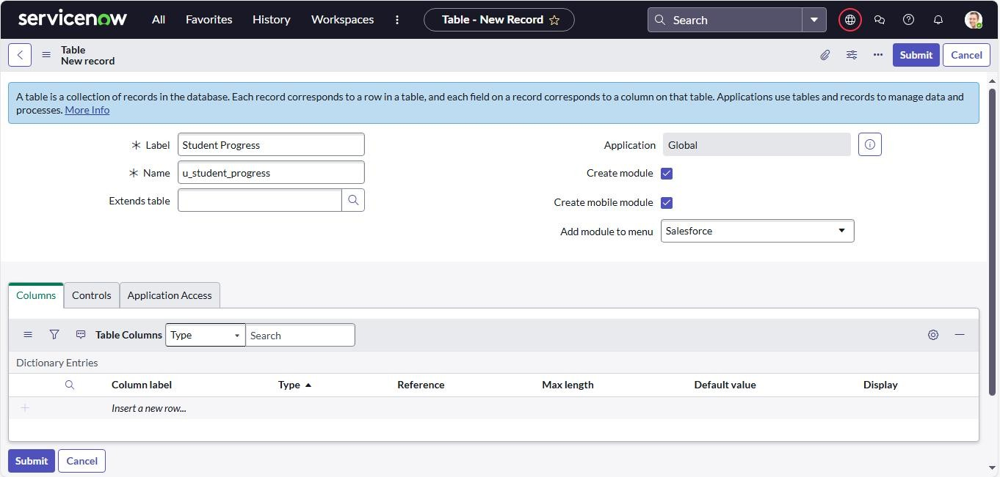 servicenow All Favorites History Workspaces Table - New Record Search
Table
New record
Submit Cancel
A table is a collection of records in the database. Each record corresponds to a row in a table, and each field on a record corresponds to a column on that table. Applications use tables and records to manage data and
processes. More Info
* Label Student Progress Application Global
* Name u_student_progress Create module
Extends table Create mobile module
Add module to menu Salesforce
Columns Controls Application Access
Table Columns Type Search
Dictionary Entries
Column label Type Reference Max length Default value Display
Insert a new row...
Submit Cancel